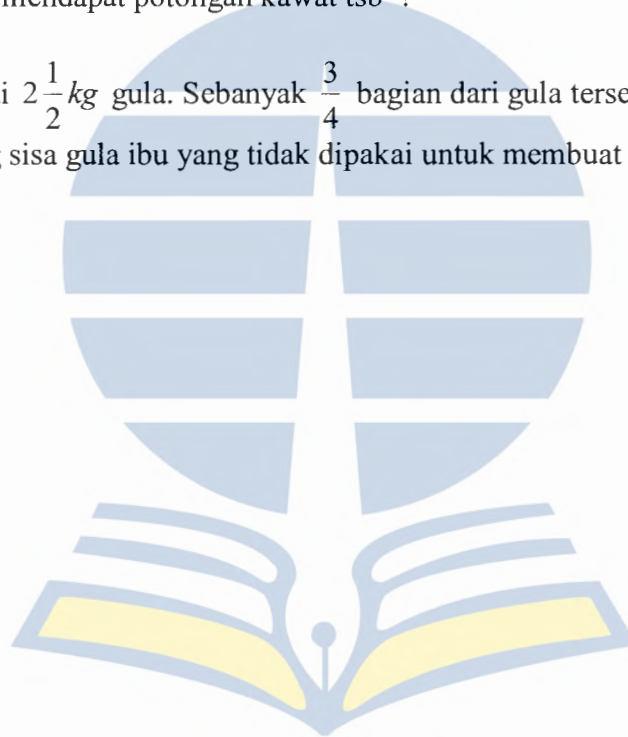 mendapat potongan kawat tsb ?
i 2 1/2 kg gula. Sebanyak 3/4 bagian dari gula terse
sisa gula ibu yang tidak dipakai untuk membuat